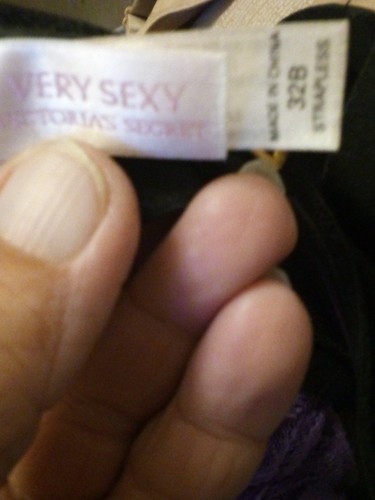 VERY SEXY
VICTORIA'S SECRET
MADE IN CHINA
32B
STRAPLESS